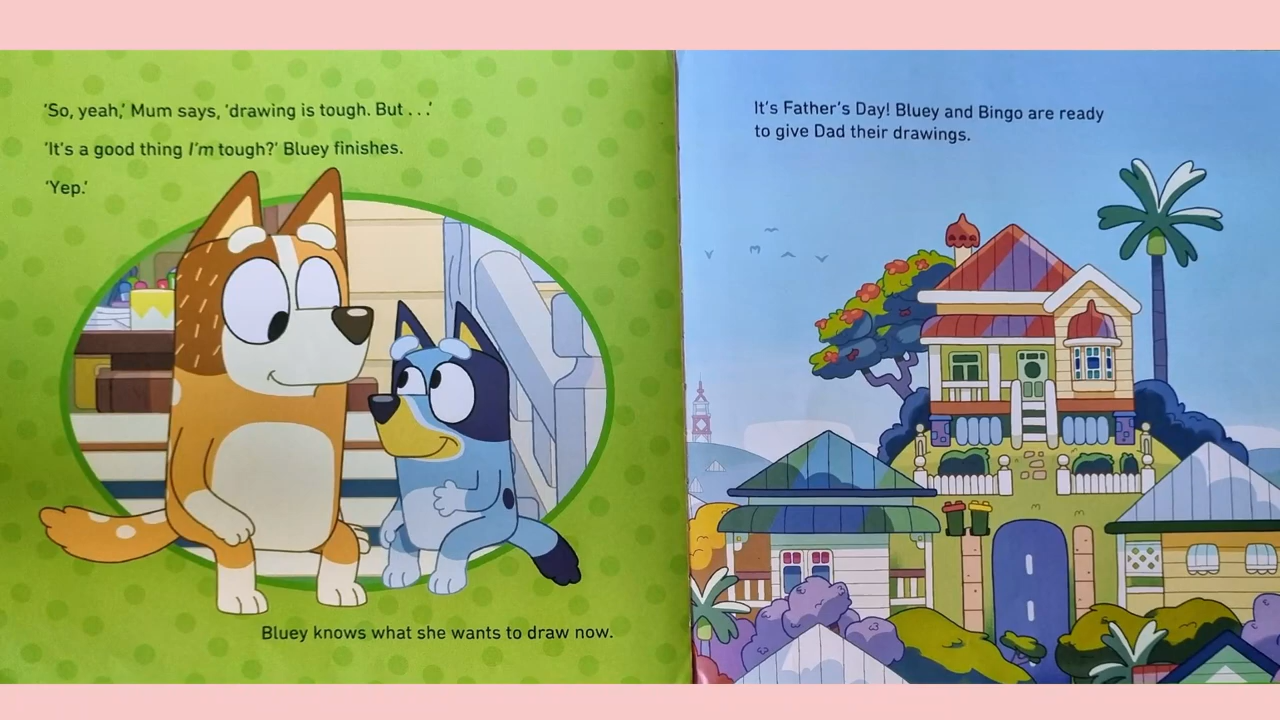 ‘So, yeah,’ Mum says, ‘drawing is tough. But . . .’
‘It’s a good thing I’m tough?’ Bluey finishes.
‘Yep.’
Bluey knows what she wants to draw now.
It’s Father’s Day! Bluey and Bingo are ready
to give Dad their drawings.